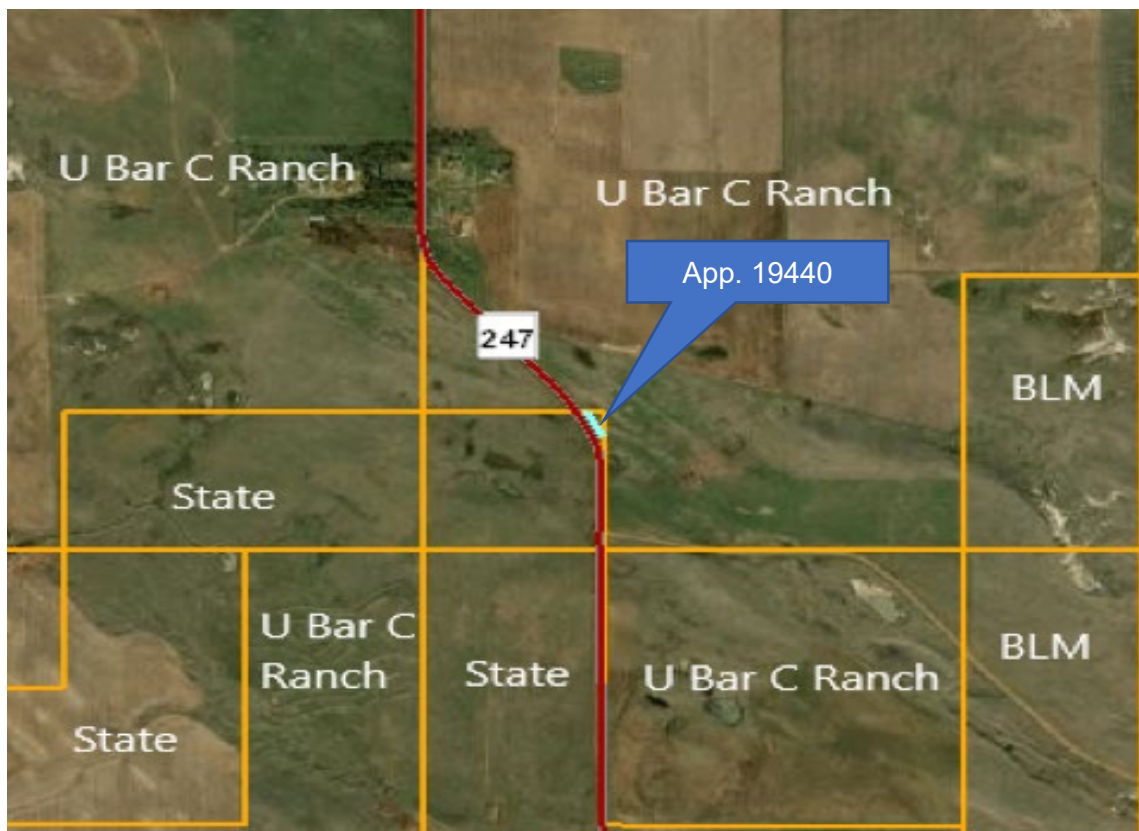 U Bar C Ranch
U Bar C Ranch
App. 19440
247
BLM
State
U Bar C
Ranch
State
U Bar C Ranch
BLM
State